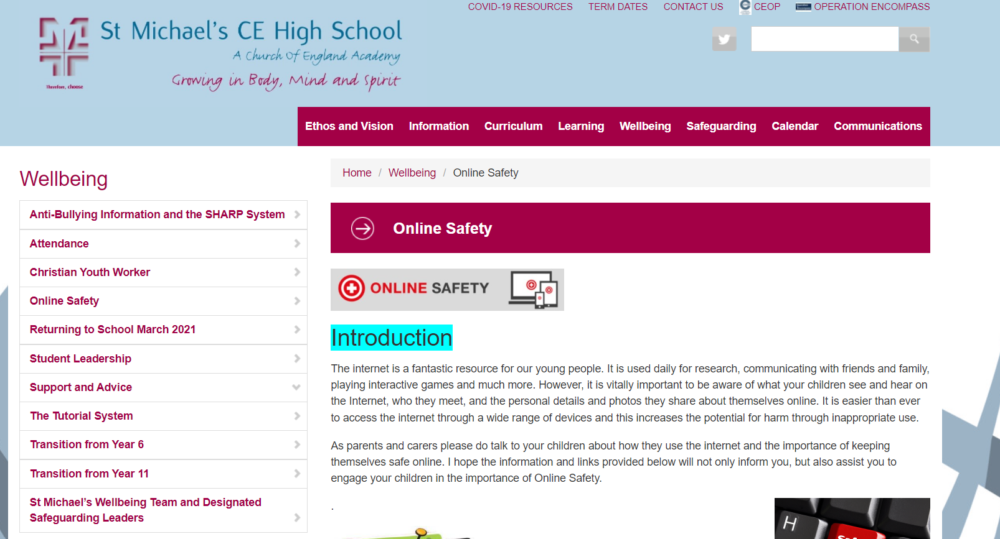 COVID-19 RESOURCES TERM DATES CONTACT US CEOP OPERATION ENCOMPASS
St Michael's CE High School
A Church Of England Academy
Growing in Body, Mind and Spirit
Therefore, choose
Ethos and Vision Information Curriculum Learning Wellbeing Safeguarding Calendar Communications
Wellbeing
Anti-Bullying Information and the SHARP System
Attendance
Christian Youth Worker
Online Safety
Returning to School March 2021
Student Leadership
Support and Advice
The Tutorial System
Transition from Year 6
Transition from Year 11
St Michael’s Wellbeing Team and Designated
Safeguarding Leaders
Home / Wellbeing / Online Safety
Online Safety
ONLINE SAFETY
Introduction
The internet is a fantastic resource for our young people. It is used daily for research, communicating with friends and family,
playing interactive games and much more. However, it is vitally important to be aware of what your children see and hear on
the Internet, who they meet, and the personal details and photos they share about themselves online. It is easier than ever
to access the internet through a wide range of devices and this increases the potential for harm through inappropriate use.
As parents and carers please do talk to your children about how they use the internet and the importance of keeping
themselves safe online. I hope the information and links provided below will not only inform you, but also assist you to
engage your children in the importance of Online Safety.
.
H